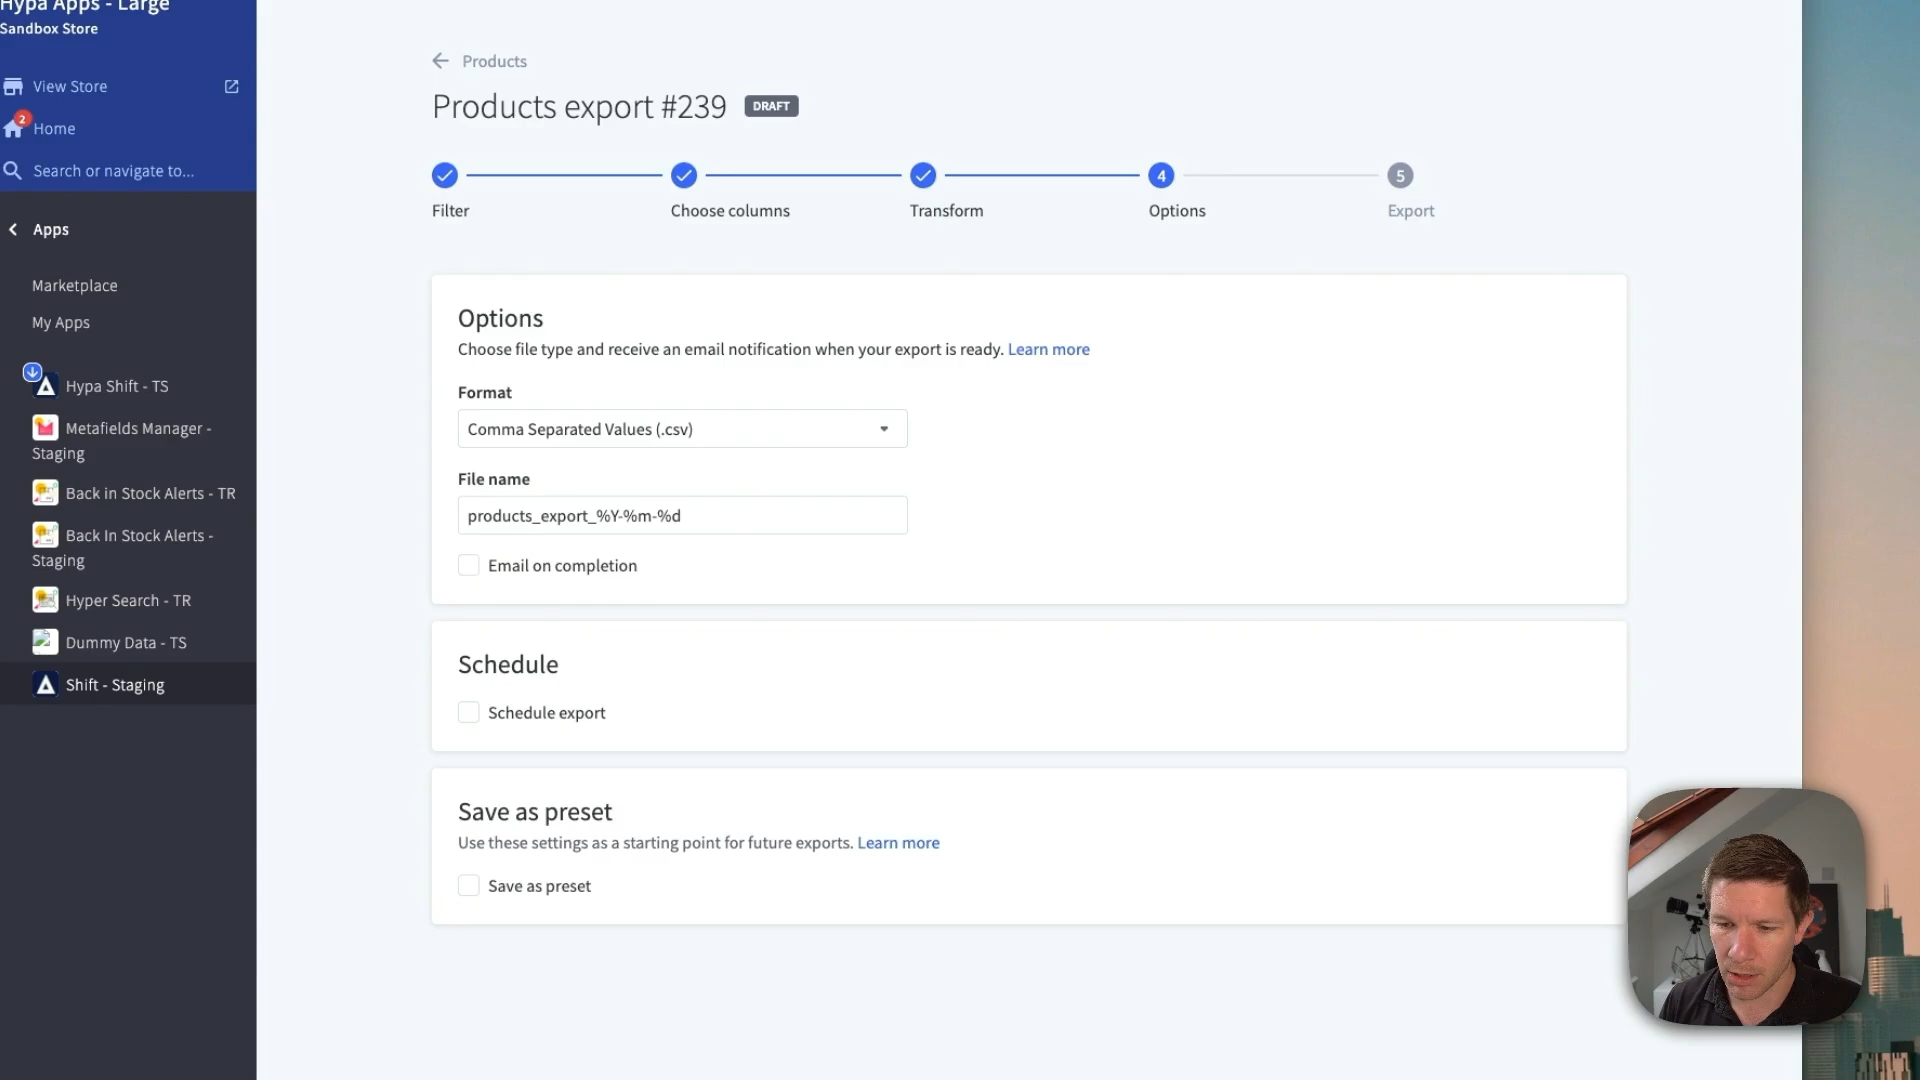 Hypa Apps - Large
Sandbox Store
View Store
2
Home
Search or navigate to...
Apps
Marketplace
My Apps
Hypa Shift - TS
Metafields Manager -
Staging
Back in Stock Alerts - TR
Back In Stock Alerts -
Staging
Hyper Search - TR
Dummy Data - TS
Shift - Staging
Products
Products export #239 DRAFT
4 5
Filter Choose columns Transform Options Export
Options
Choose file type and receive an email notification when your export is ready. Learn more
Format
Comma Separated Values (.csv)
File name
products_export_%Y-%m-%d
Email on completion
Schedule
Schedule export
Save as preset
Use these settings as a starting point for future exports. Learn more
Save as preset